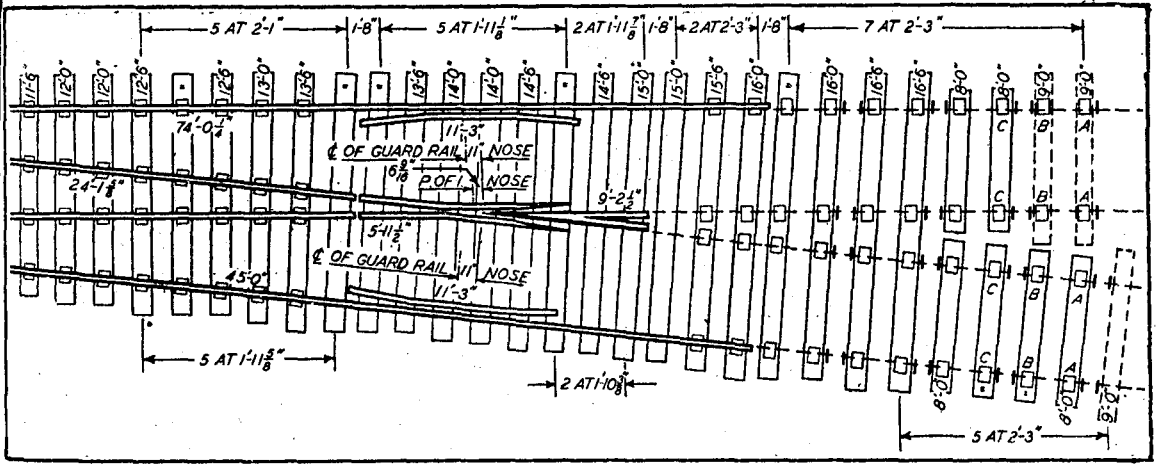 5 AT 2'-1" 1'-8" 5 AT 1'-11 1/8" 2 AT 1'-11 7/8" 1'-8" 2 AT 2'-3" 1'-8" 7 AT 2'-3"
11'-6" 12'-0" 12'-0" 12'-6" " 12'-6" 13'-0" 13'-6" " " 13'-6" 14'-0" 14'-0" 14'-6" " 14'-6" 15'-0" 15'-0" 15'-6" 16'-0" " 16'-0" 16'-6" 16'-6" 8'-0" 8'-0" 9'-0" 9'-0"
74'-0 1/4"
C B A
11'-3"
℄ OF GUARD RAIL 11" NOSE
6 9/16"
P. OF I. NOSE
24'-1 5/8"
9'-2 1/2"
C B A
5'-11 1/2"
℄ OF GUARD RAIL 11" NOSE
45'-0"
11'-3"
C B A
C B A
5 AT 1'-11 5/8"
2 AT 1'-10 3/8"
8'-0" " " 8'-0" 9'-0"
5 AT 2'-3"